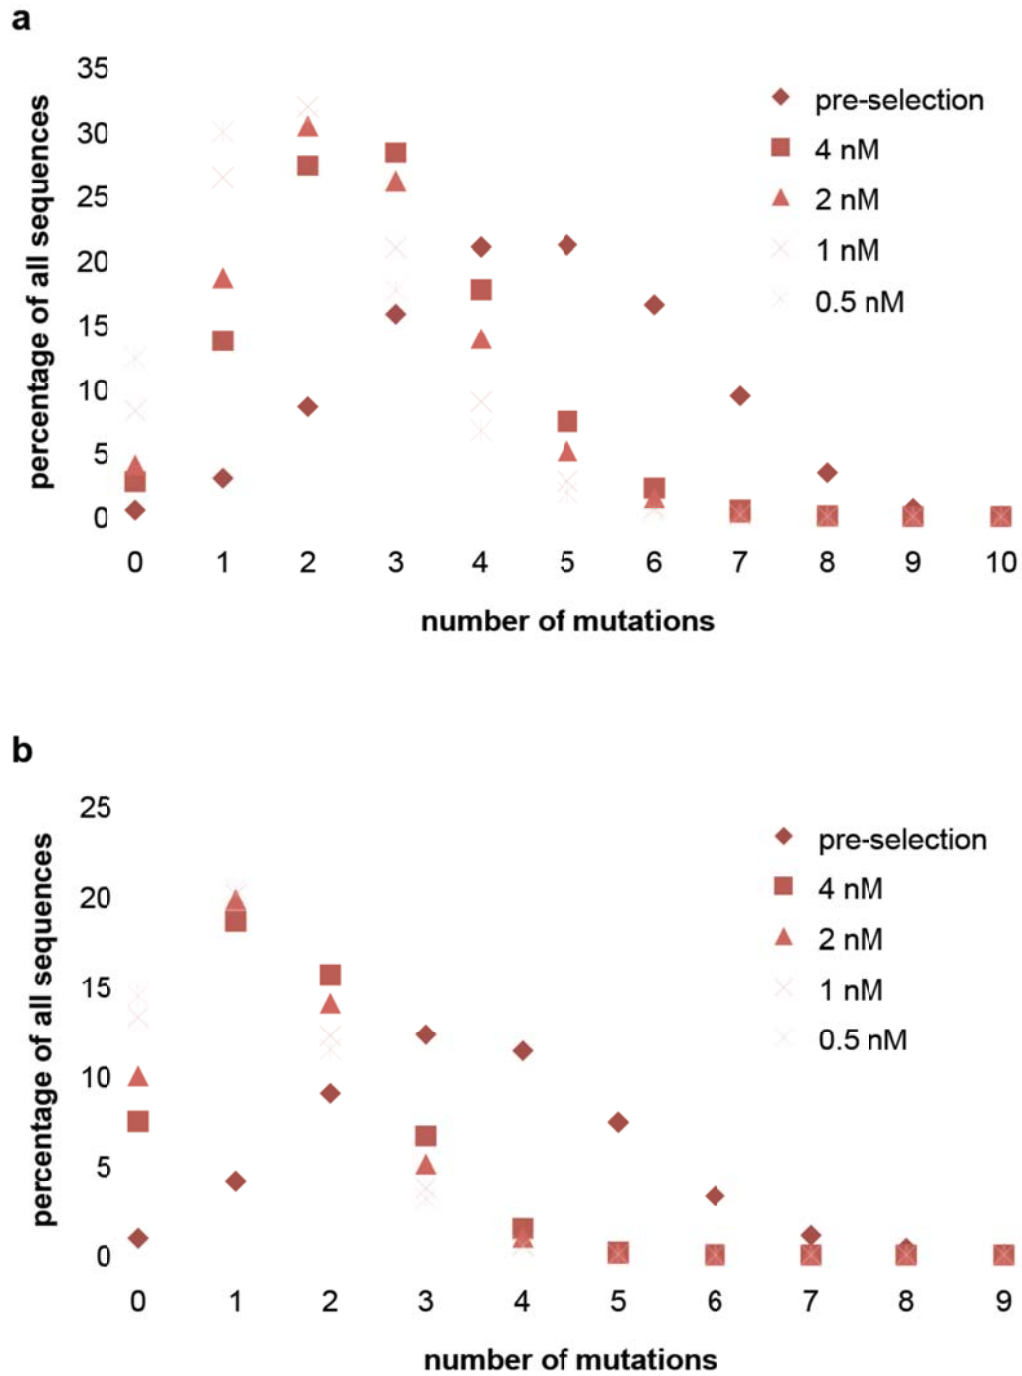 a
35
30
25
20
15
10
5
0
percentage of all sequences
0 1 2 3 4 5 6 7 8 9 10
number of mutations
pre-selection
4 nM
2 nM
1 nM
0.5 nM
b
25
20
15
10
5
0
percentage of all sequences
0 1 2 3 4 5 6 7 8 9
number of mutations
pre-selection
4 nM
2 nM
1 nM
0.5 nM